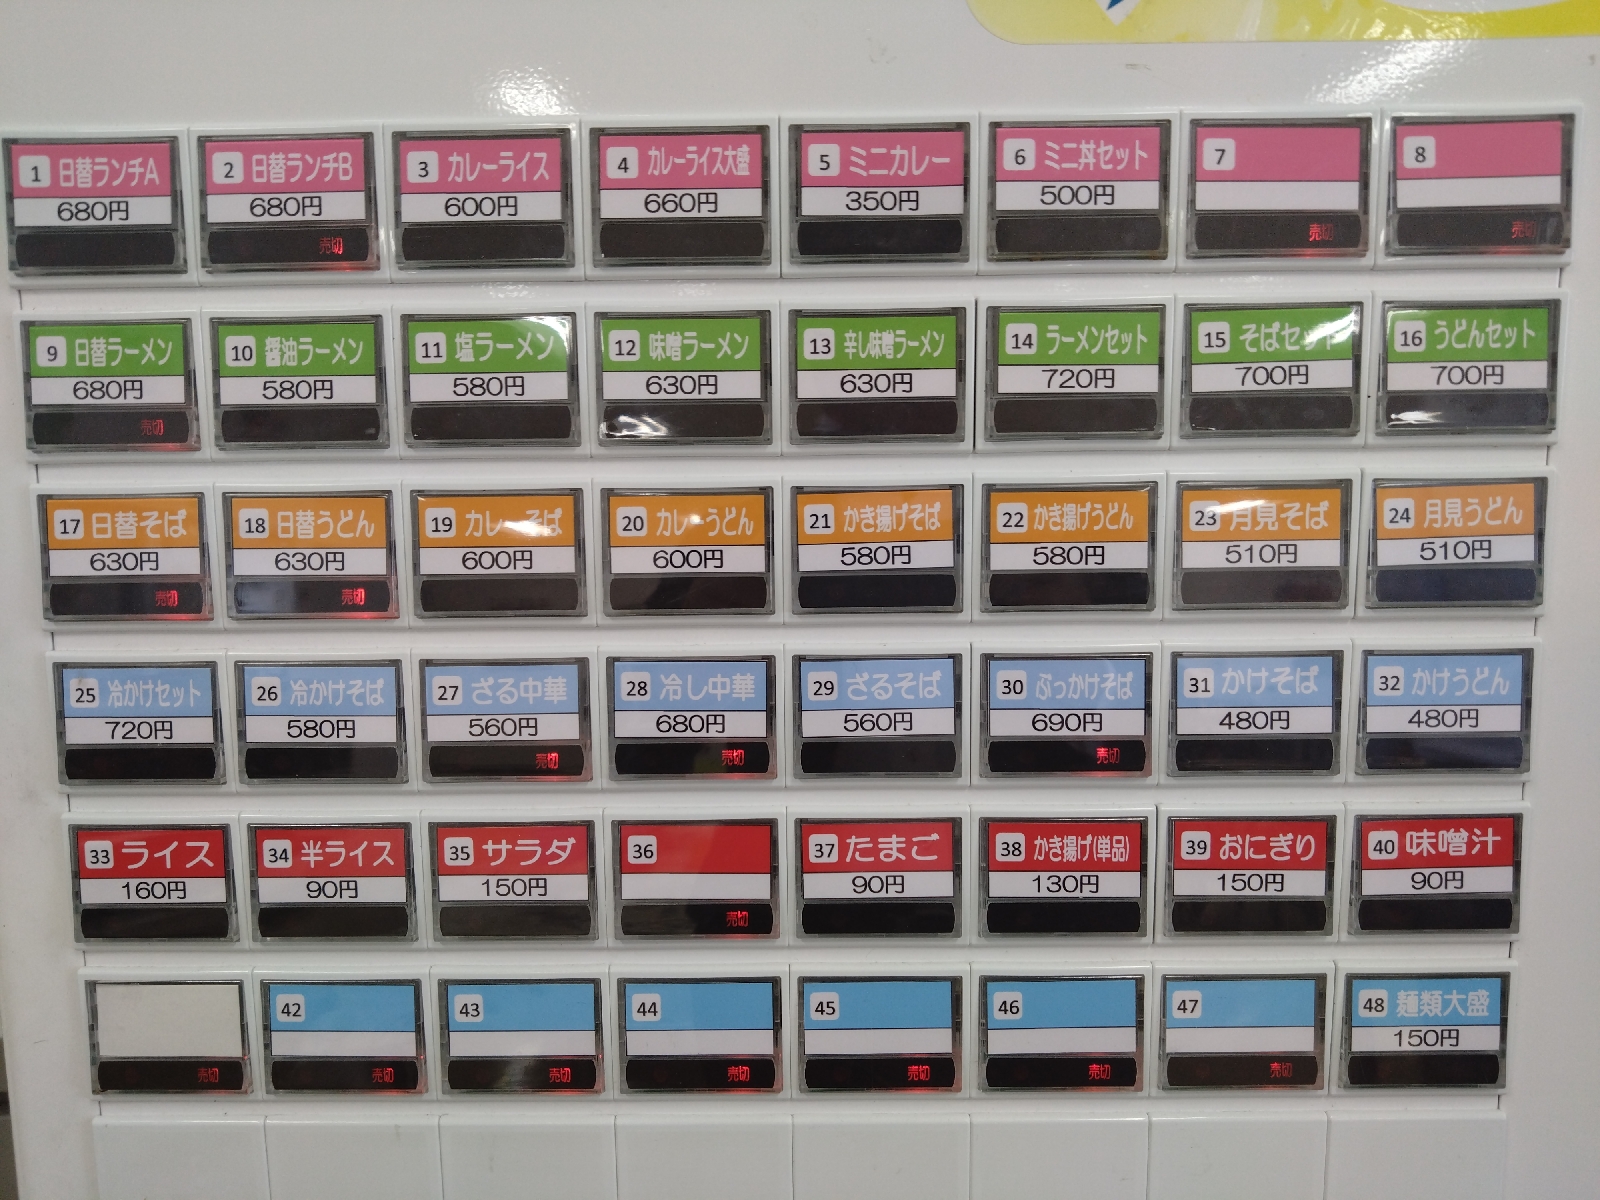 1 日替ランチA
680円
2 日替ランチB
680円
売切
3 カレーライス
600円
4 カレーライス大盛
660円
5 ミニカレー
350円
6 ミニ丼セット
500円
7
売切
8
売切
9 日替ラーメン
680円
売切
10 醤油ラーメン
580円
11 塩ラーメン
580円
12 味噌ラーメン
630円
13 辛し味噌ラーメン
630円
14 ラーメンセット
720円
15 そばセット
700円
16 うどんセット
700円
17 日替そば
630円
売切
18 日替うどん
630円
売切
19 カレーそば
600円
20 カレーうどん
600円
21 かき揚げそば
580円
22 かき揚げうどん
580円
23 月見そば
510円
24 月見うどん
510円
25 冷かけセット
720円
26 冷かけそば
580円
27 ざる中華
560円
売切
28 冷し中華
680円
売切
29 ざるそば
560円
30 ぶっかけそば
690円
売切
31 かけそば
480円
32 かけうどん
480円
33 ライス
160円
34 半ライス
90円
35 サラダ
150円
36
売切
37 たまご
90円
38 かき揚げ(単品)
130円
39 おにぎり
150円
40 味噌汁
90円
売切
42
売切
43
売切
44
売切
45
売切
46
売切
47
売切
48 麺類大盛
150円